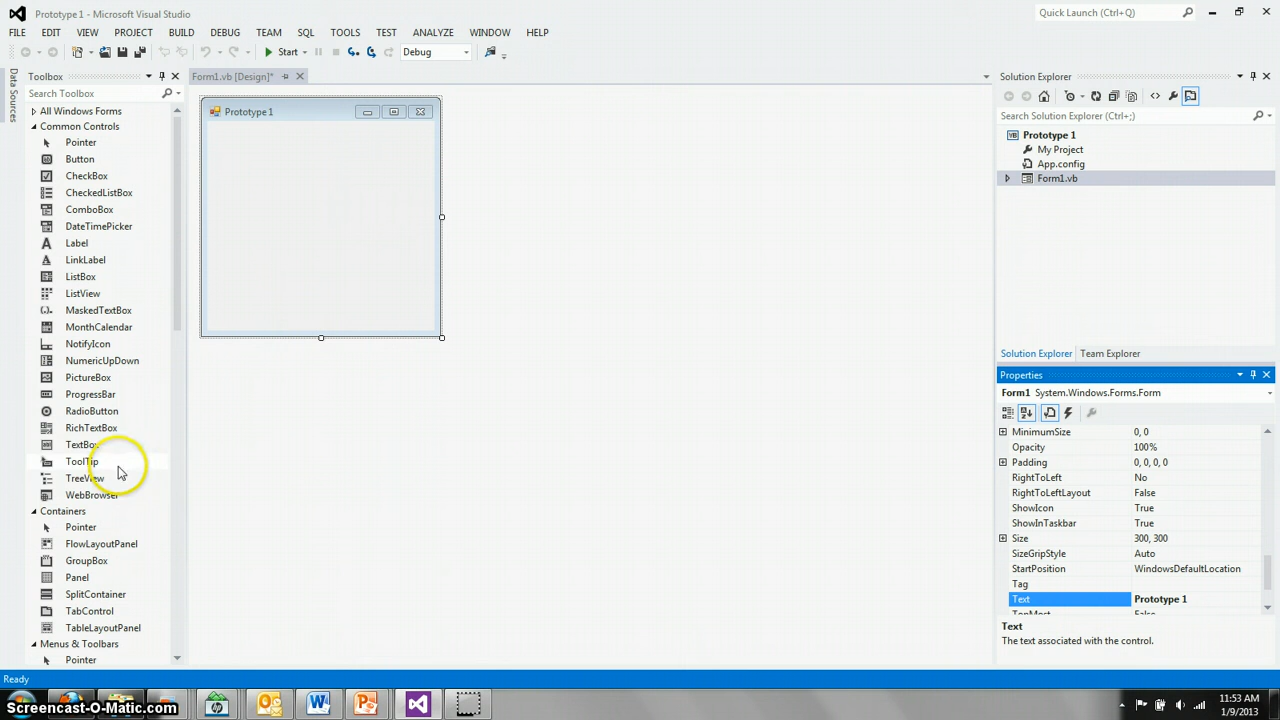 Prototype 1 - Microsoft Visual Studio
Quick Launch (Ctrl+Q)
FILE EDIT VIEW PROJECT BUILD DEBUG TEAM SQL TOOLS TEST ANALYZE WINDOW HELP
Start
Debug
Data Sources
Toolbox
Search Toolbox
All Windows Forms
Common Controls
Pointer
Button
CheckBox
CheckedListBox
ComboBox
DateTimePicker
Label
LinkLabel
ListBox
ListView
MaskedTextBox
MonthCalendar
NotifyIcon
NumericUpDown
PictureBox
ProgressBar
RadioButton
RichTextBox
TextBox
ToolTip
TreeView
WebBrowser
Containers
Pointer
FlowLayoutPanel
GroupBox
Panel
SplitContainer
TabControl
TableLayoutPanel
Menus & Toolbars
Pointer
Form1.vb [Design]*
Prototype 1
Solution Explorer
Search Solution Explorer (Ctrl+;)
Prototype 1
My Project
App.config
Form1.vb
Solution Explorer Team Explorer
Properties
Form1 System.Windows.Forms.Form
MinimumSize 0, 0
Opacity 100%
Padding 0, 0, 0, 0
RightToLeft No
RightToLeftLayout False
ShowIcon True
ShowInTaskbar True
Size 300, 300
SizeGripStyle Auto
StartPosition WindowsDefaultLocation
Tag
Text Prototype 1
TopMost False
Text
The text associated with the control.
Ready
Screencast-O-Matic.com
11:53 AM
1/9/2013